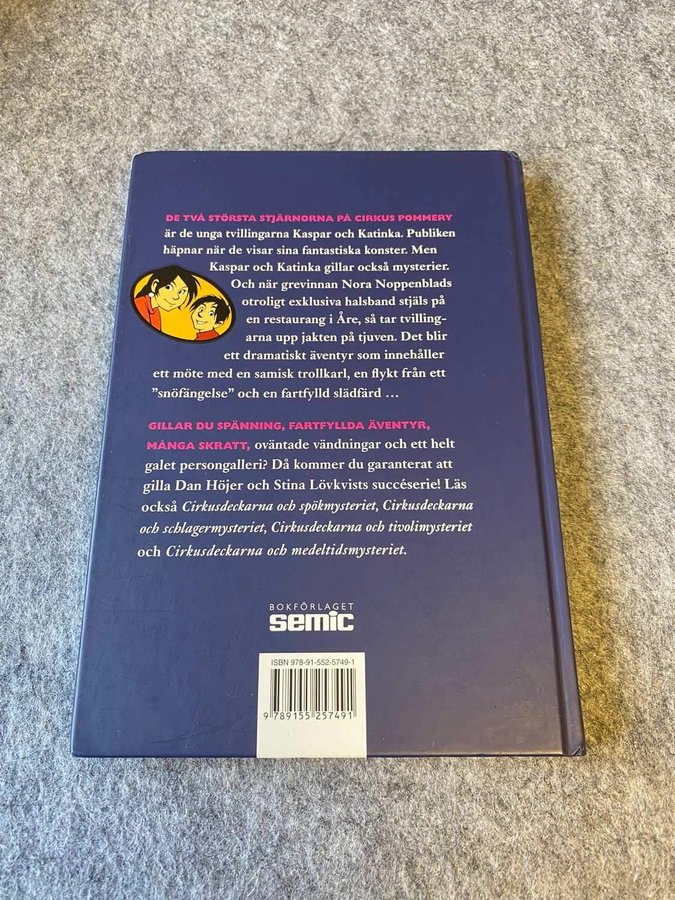 DE TVÅ STÖRSTA STJÄRNORNA PÅ CIRKUS POMMERY
är de unga tvillingarna Kaspar och Katinka. Publiken
häpnar när de visar sina fantastiska konster. Men
Kaspar och Katinka gillar också mysterier.
Och när grevinnan Nora Noppenblads
otroligt exklusiva halsband stjäls på
en restaurang i Åre, så tar tvilling-
arna upp jakten på tjuven. Det blir
ett dramatiskt äventyr som innehåller
ett möte med en samisk trollkarl, en flykt från ett
”snöfängelse” och en fartfylld slädfärd ...
GILLAR DU SPÄNNING, FARTFYLLDA ÄVENTYR,
MÅNGA SKRATT, oväntade vändningar och ett helt
galet persongalleri? Då kommer du garanterat att
gilla Dan Höjer och Stina Lövkvists succéserie! Läs
också Cirkusdeckarna och spökmysteriet, Cirkusdeckarna
och schlagermysteriet, Cirkusdeckarna och tivolimysteriet
och Cirkusdeckarna och medeltidsmysteriet.
BOKFÖRLAGET
semic
ISBN 978-91-552-5749-1
9 789155 257491